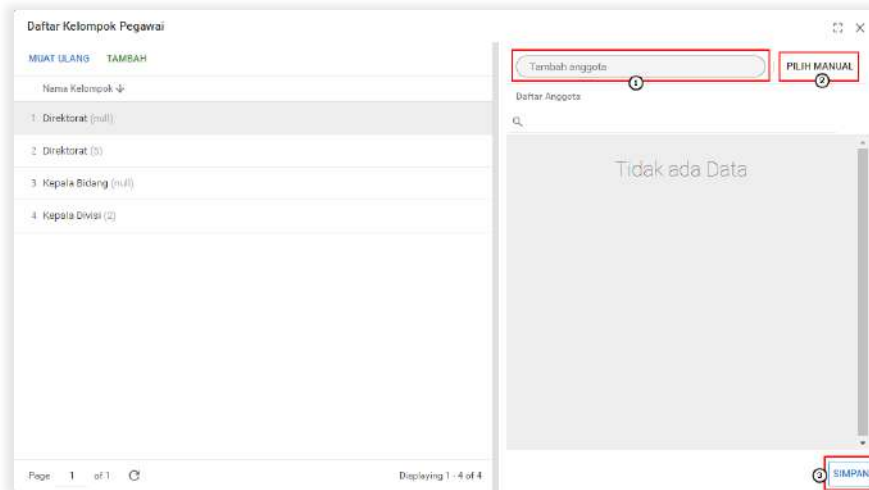 Daftar Kelompok Pegawai
MUAT ULANG TAMBAH
Nama Kelompok
1 Direktorat (null)
2 Direktorat (5)
3 Kepala Bidang (null)
4 Kepala Divisi (2)
Page 1 of 1
Displaying 1 - 4 of 4
Tambah anggota
1
PILIH MANUAL
2
Daftar Anggota
Tidak ada Data
3 SIMPAN